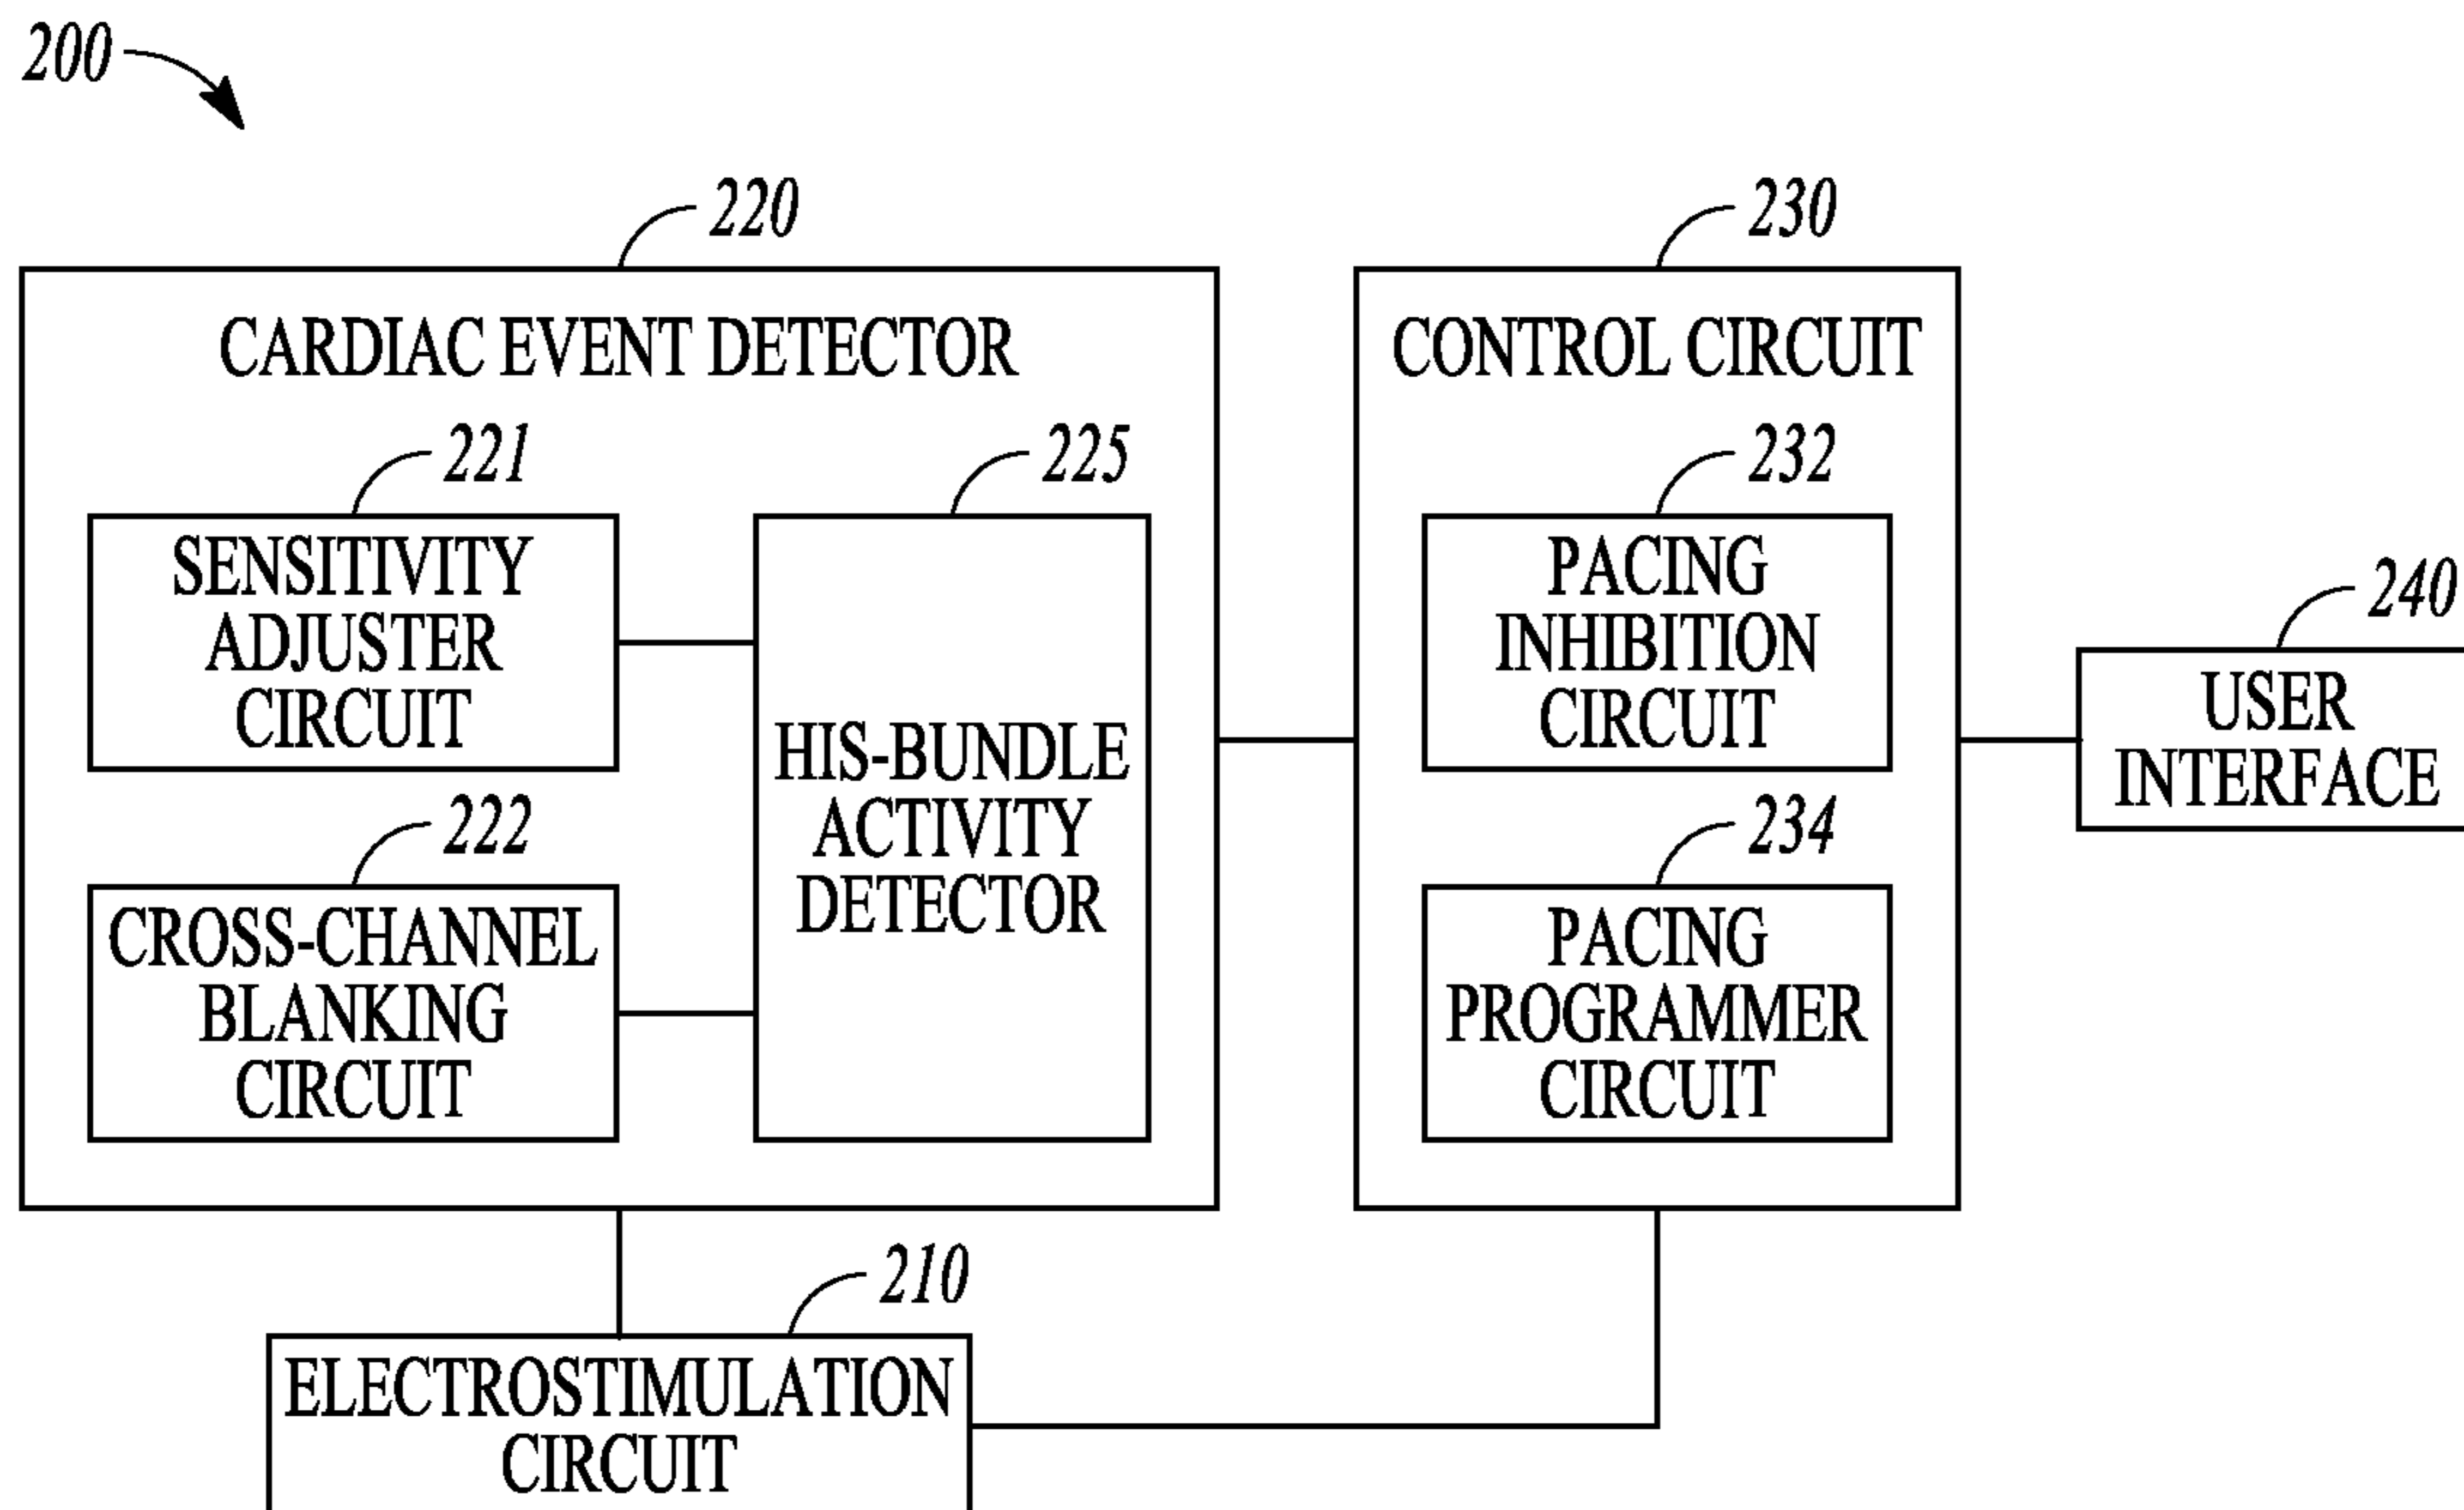 200
220
230
CARDIAC EVENT DETECTOR
CONTROL CIRCUIT
221
225
232
SENSITIVITY
ADJUSTER
CIRCUIT
PACING
INHIBITION
CIRCUIT
240
USER
INTERFACE
HIS-BUNDLE
ACTIVITY
DETECTOR
222
234
CROSS-CHANNEL
BLANKING
CIRCUIT
PACING
PROGRAMMER
CIRCUIT
210
ELECTROSTIMULATION
CIRCUIT